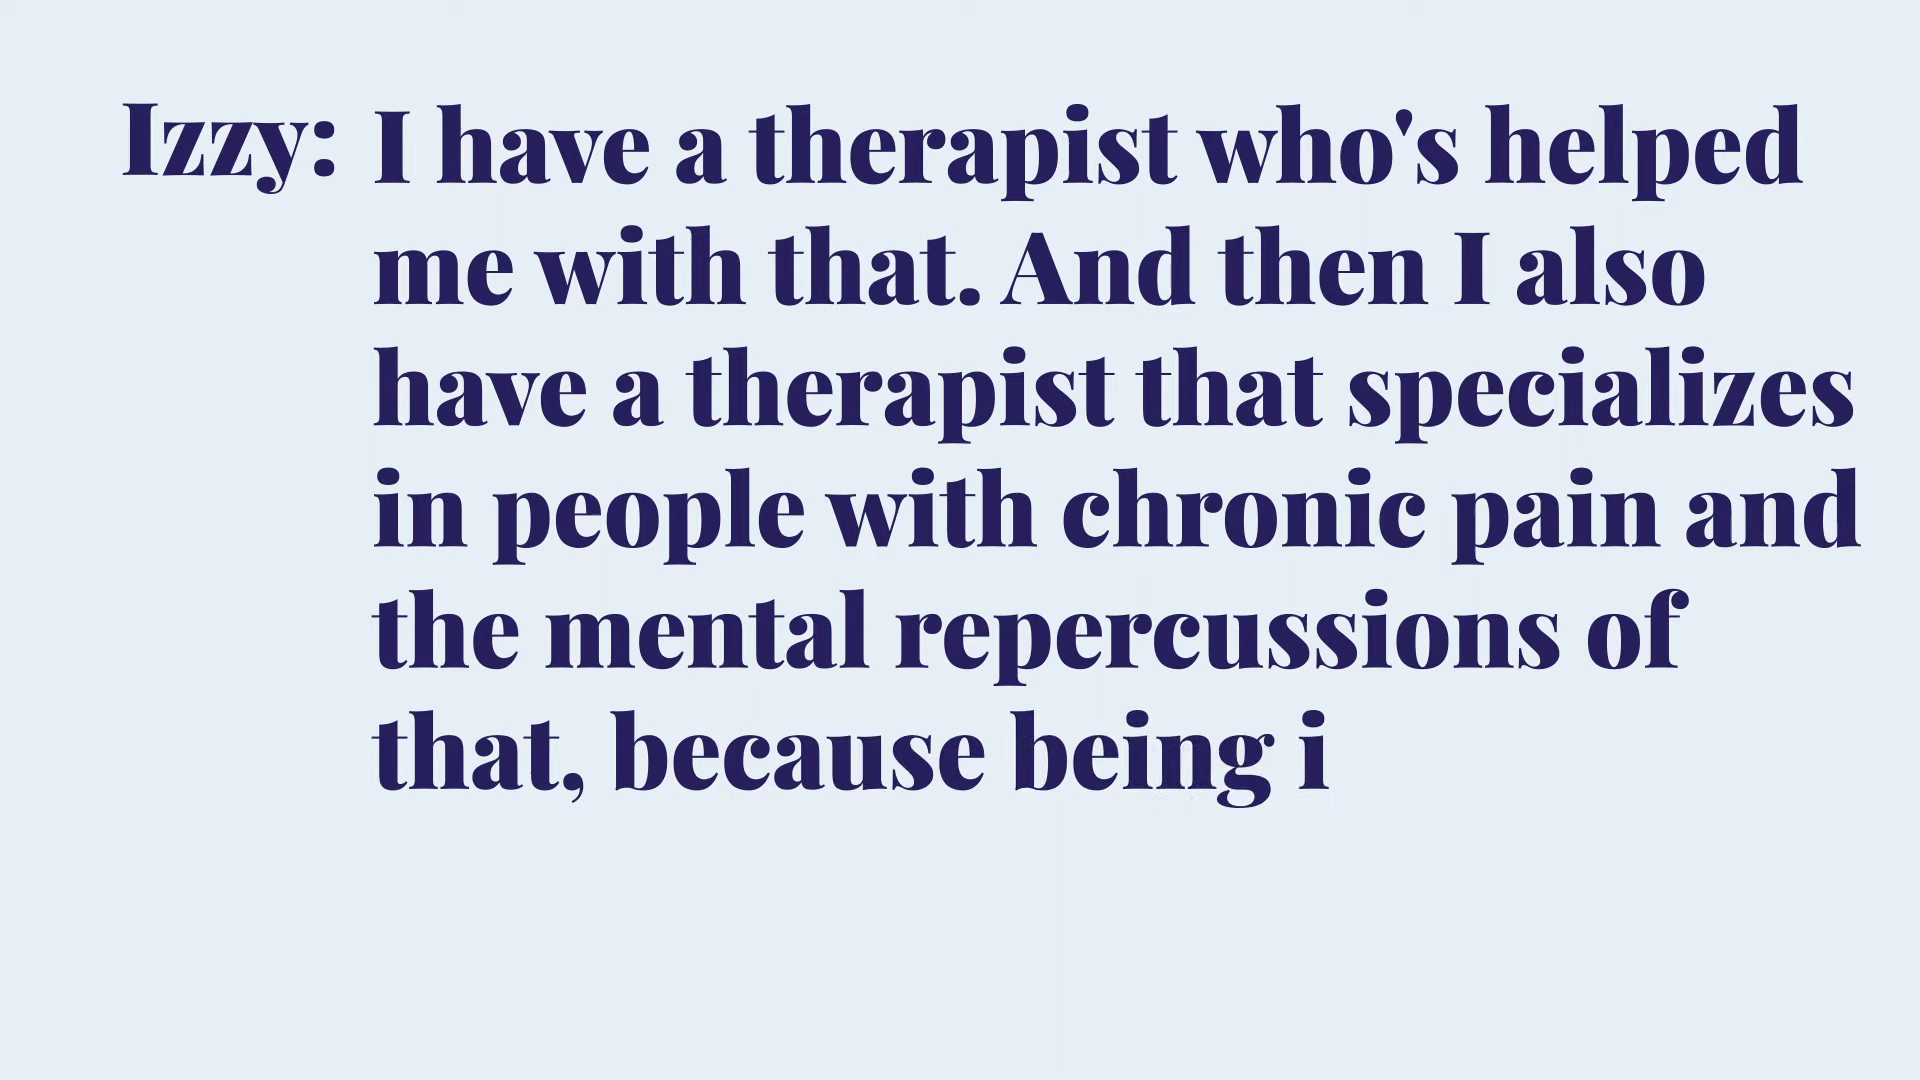 Izzy: I have a therapist who's helped
me with that. And then I also
have a therapist that specializes
in people with chronic pain and
the mental repercussions of
that, because being i